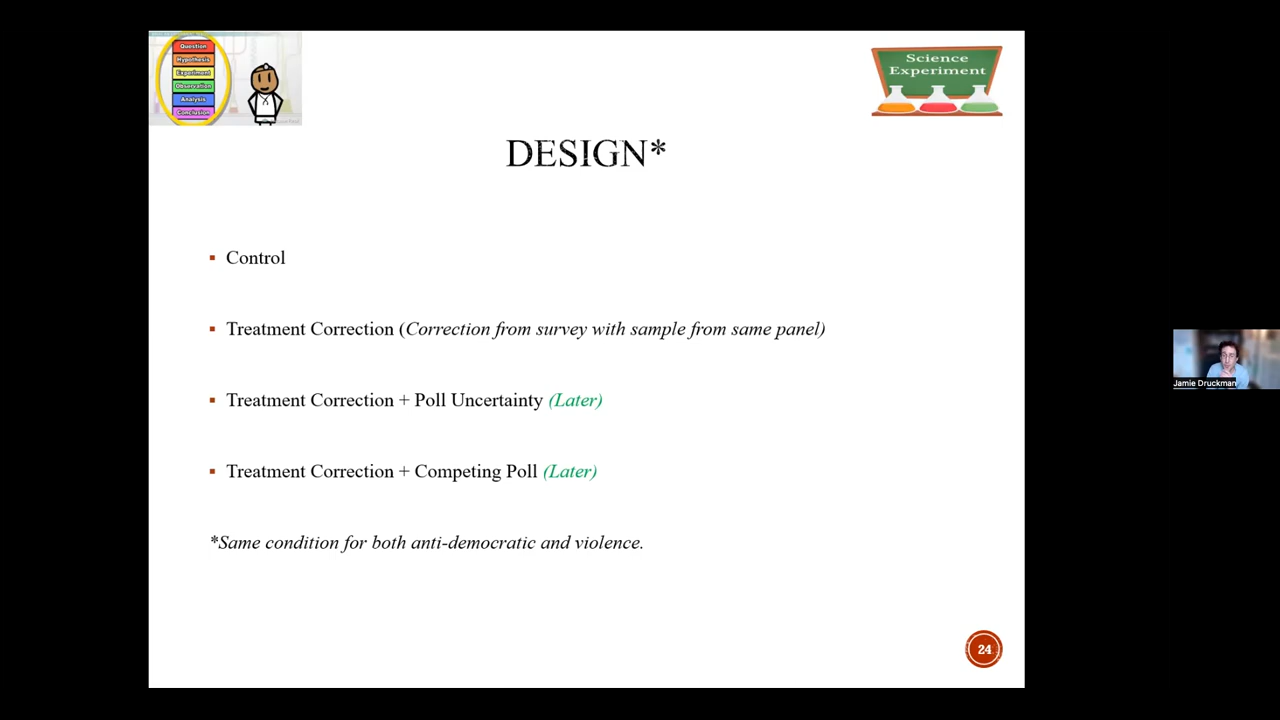 Question
Hypothesis
Experiment
Observation
Analysis
Conclusion
Science
Experiment
DESIGN*
▪ Control
▪ Treatment Correction (Correction from survey with sample from same panel)
▪ Treatment Correction + Poll Uncertainty (Later)
▪ Treatment Correction + Competing Poll (Later)
*Same condition for both anti-democratic and violence.
24
Jamie Druckman